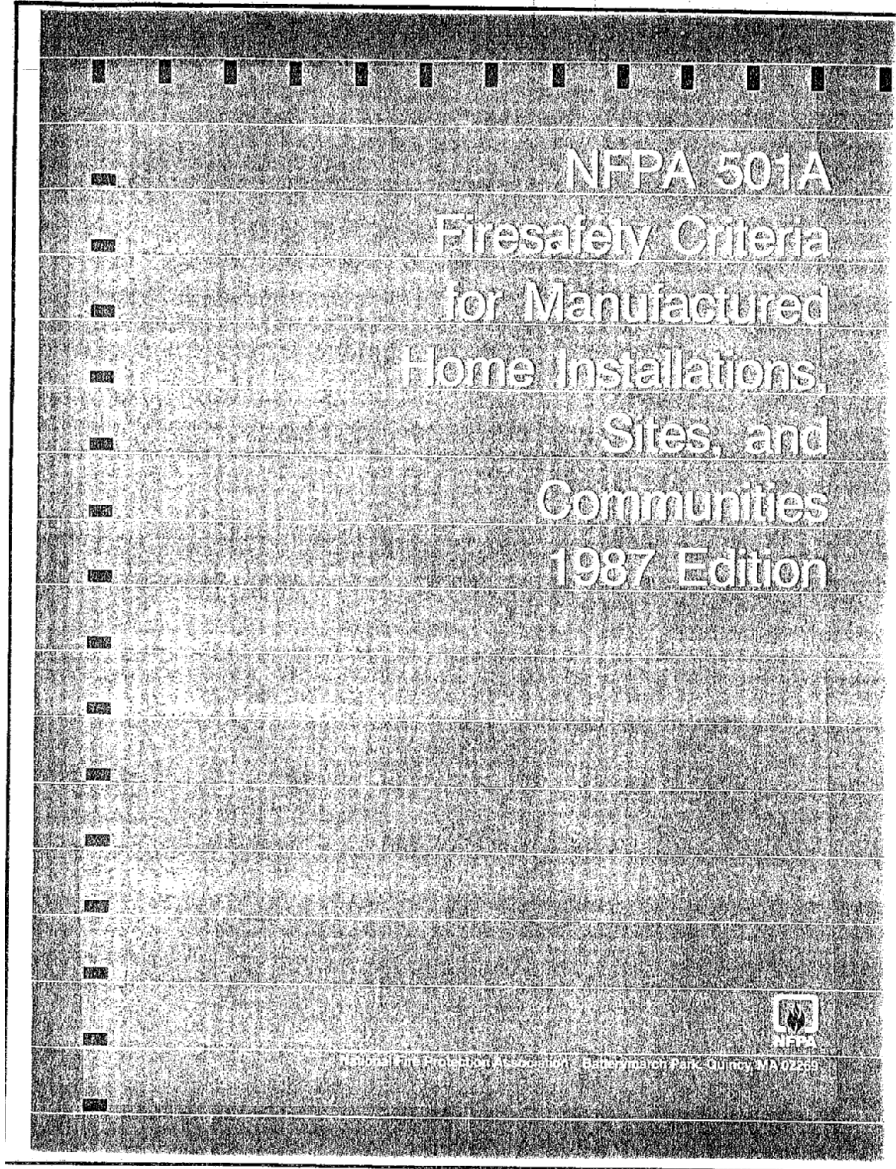 NFPA 501A
Firesafety Criteria
for Manufactured
Home Installations,
Sites, and
Communities
1987 Edition
NFPA
National Fire Protection Association, Batterymarch Park, Quincy, MA 02269